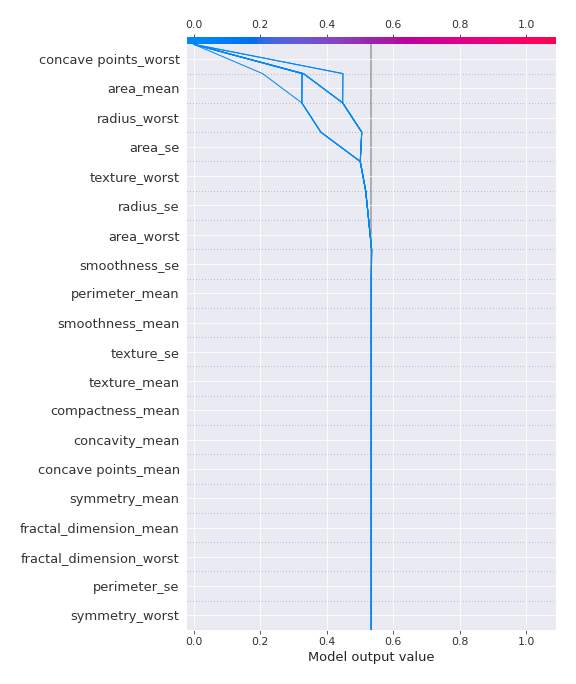 0.0 0.2 0.4 0.6 0.8 1.0
concave points_worst
area_mean
radius_worst
area_se
texture_worst
radius_se
area_worst
smoothness_se
perimeter_mean
smoothness_mean
texture_se
texture_mean
compactness_mean
concavity_mean
concave points_mean
symmetry_mean
fractal_dimension_mean
fractal_dimension_worst
perimeter_se
symmetry_worst
0.0 0.2 0.4 0.6 0.8 1.0
Model output value